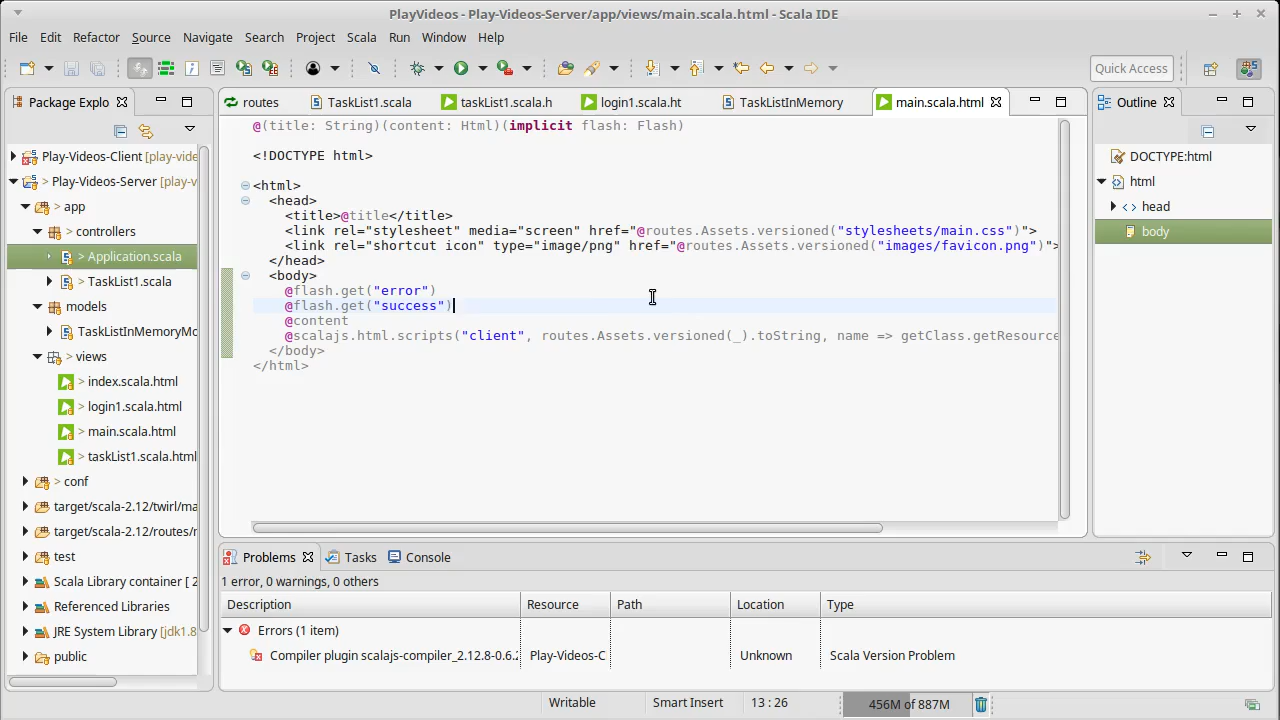 PlayVideos - Play-Videos-Server/app/views/main.scala.html - Scala IDE
File Edit Refactor Source Navigate Search Project Scala Run Window Help
Quick Access
Package Explo
routes TaskList1.scala taskList1.scala.h login1.scala.ht TaskListInMemory main.scala.html
Outline
Play-Videos-Client [play-vide
> Play-Videos-Server [play-v
> app
> controllers
> Application.scala
> TaskList1.scala
models
TaskListInMemoryMo
> views
> index.scala.html
> login1.scala.html
> main.scala.html
> taskList1.scala.html
> conf
target/scala-2.12/twirl/ma
target/scala-2.12/routes/r
test
Scala Library container [ 2
Referenced Libraries
JRE System Library [jdk1.8
public
@(title: String)(content: Html)(implicit flash: Flash)
<!DOCTYPE html>
<html>
<head>
<title>@title</title>
<link rel="stylesheet" media="screen" href="@routes.Assets.versioned("stylesheets/main.css")">
<link rel="shortcut icon" type="image/png" href="@routes.Assets.versioned("images/favicon.png")">
</head>
<body>
@flash.get("error")
@flash.get("success")
@content
@scalajs.html.scripts("client", routes.Assets.versioned(_).toString, name => getClass.getResource
</body>
</html>
DOCTYPE:html
html
<> head
body
Problems Tasks Console
1 error, 0 warnings, 0 others
Description Resource Path Location Type
Errors (1 item)
Compiler plugin scalajs-compiler_2.12.8-0.6.2 Play-Videos-C Unknown Scala Version Problem
Writable Smart Insert 13 : 26 456M of 887M